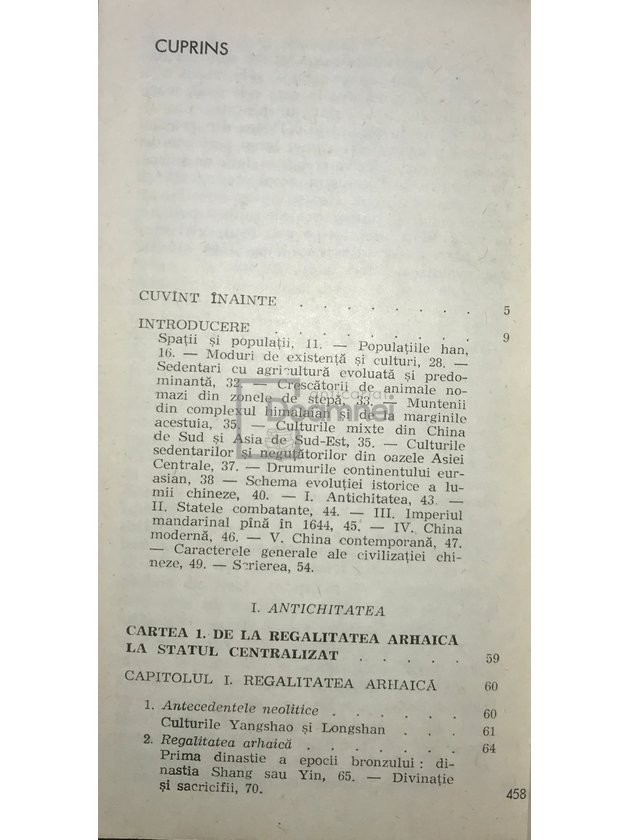 CUPRINS
CUVÎNT ÎNAINTE . . . . . . . . 5
INTRODUCERE . . . . . . . . . 9
Spații și populații, 11. — Populațiile han,
16. — Moduri de existență și culturi, 28. —
Sedentari cu agricultură evoluată și predo-
minantă, 32. — Crescătorii de animale no-
mazi din zonele de stepă, 33. — Muntenii
din complexul himalaian și de la marginile
acestuia, 35. — Culturile mixte din China
de Sud și Asia de Sud-Est, 35. — Culturile
sedentarilor și neguțătorilor din oazele Asiei
Centrale, 37. — Drumurile continentului eur-
asian, 38 — Schema evoluției istorice a lu-
mii chineze, 40. — I. Antichitatea, 43. —
II. Statele combatante, 44. — III. Imperiul
mandarinal pînă în 1644, 45. — IV. China
modernă, 46. — V. China contemporană, 47.
— Caracterele generale ale civilizației chi-
neze, 49. — Scrierea, 54.
I. ANTICHITATEA
CARTEA 1. DE LA REGALITATEA ARHAICA
LA STATUL CENTRALIZAT . . . . . 59
CAPITOLUL I. REGALITATEA ARHAICĂ 60
1. Antecedentele neolitice . . . . . 60
Culturile Yangshao și Longshan . . . 61
2. Regalitatea arhaică . . . . . . . 64
Prima dinastie a epocii bronzului : di-
nastia Shang sau Yin, 65. — Divinație
și sacrificii, 70.
458
Doamnei